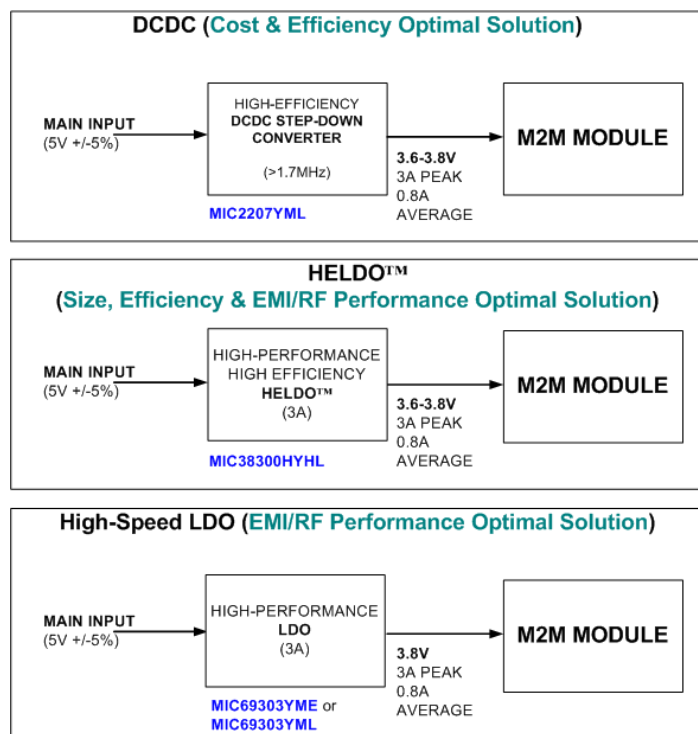 DCDC (Cost & Efficiency Optimal Solution)
MAIN INPUT
(5V +/-5%)
HIGH-EFFICIENCY
DCDC STEP-DOWN
CONVERTER
(>1.7MHz)
MIC2207YML
3.6-3.8V
3A PEAK
0.8A
AVERAGE
M2M MODULE
HELDO™
(Size, Efficiency & EMI/RF Performance Optimal Solution)
MAIN INPUT
(5V +/-5%)
HIGH-PERFORMANCE
HIGH EFFICIENCY
HELDO™
(3A)
MIC38300HYHL
3.6-3.8V
3A PEAK
0.8A
AVERAGE
M2M MODULE
High-Speed LDO (EMI/RF Performance Optimal Solution)
MAIN INPUT
(5V +/-5%)
HIGH-PERFORMANCE
LDO
(3A)
MIC69303YME or
MIC69303YML
3.8V
3A PEAK
0.8A
AVERAGE
M2M MODULE